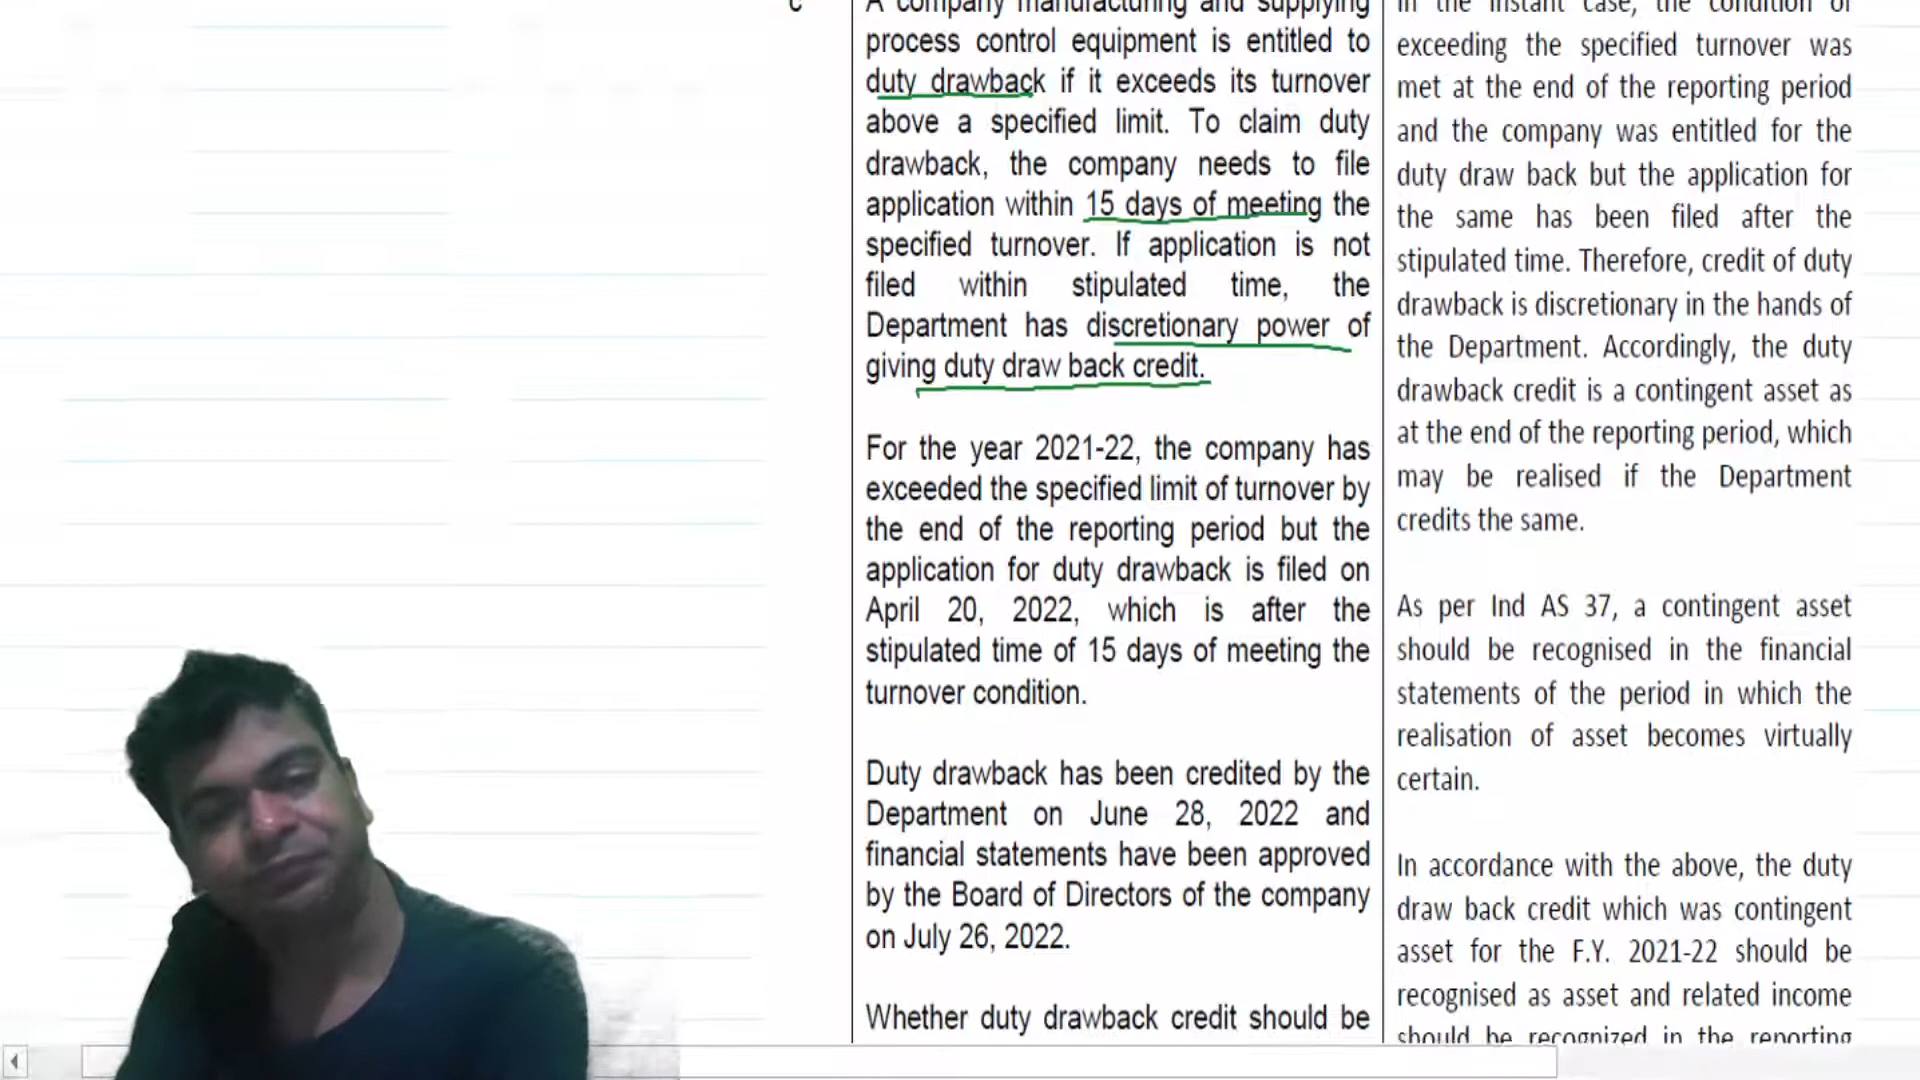 c
A company manufacturing and supplying
process control equipment is entitled to
duty drawback if it exceeds its turnover
above a specified limit. To claim duty
drawback, the company needs to file
application within 15 days of meeting the
specified turnover. If application is not
filed within stipulated time, the
Department has discretionary power of
giving duty draw back credit.
For the year 2021-22, the company has
exceeded the specified limit of turnover by
the end of the reporting period but the
application for duty drawback is filed on
April 20, 2022, which is after the
stipulated time of 15 days of meeting the
turnover condition.
Duty drawback has been credited by the
Department on June 28, 2022 and
financial statements have been approved
by the Board of Directors of the company
on July 26, 2022.
Whether duty drawback credit should be
In the instant case, the condition of
exceeding the specified turnover was
met at the end of the reporting period
and the company was entitled for the
duty draw back but the application for
the same has been filed after the
stipulated time. Therefore, credit of duty
drawback is discretionary in the hands of
the Department. Accordingly, the duty
drawback credit is a contingent asset as
at the end of the reporting period, which
may be realised if the Department
credits the same.
As per Ind AS 37, a contingent asset
should be recognised in the financial
statements of the period in which the
realisation of asset becomes virtually
certain.
In accordance with the above, the duty
draw back credit which was contingent
asset for the F.Y. 2021-22 should be
recognised as asset and related income
should be recognized in the reporting